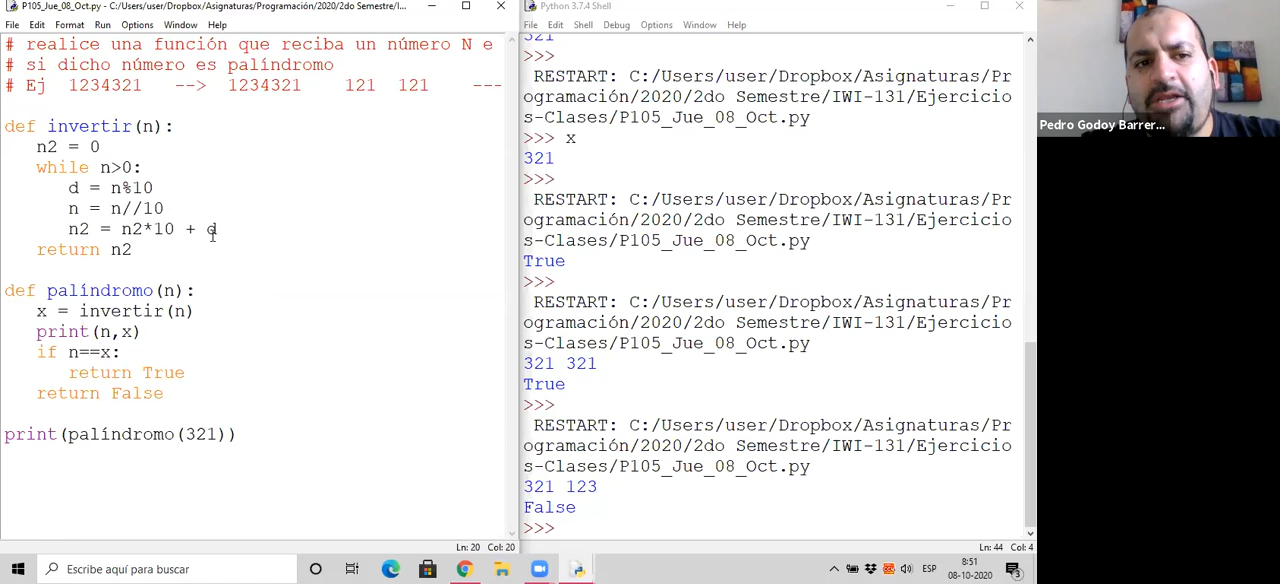 P105_Jue_08_Oct.py - C:/Users/user/Dropbox/Asignaturas/Programación/2020/2do Semestre/I...
File Edit Format Run Options Window Help
# realice una función que reciba un número N e
# si dicho número es palíndromo
# Ej 1234321 --> 1234321 121 121 ---
def invertir(n):
n2 = 0
while n>0:
d = n%10
n = n//10
n2 = n2*10 + d
return n2
def palíndromo(n):
x = invertir(n)
print(n,x)
if n==x:
return True
return False
print(palíndromo(321))
Ln: 20 Col: 20
Python 3.7.4 Shell
File Edit Shell Debug Options Window Help
321
>>>
RESTART: C:/Users/user/Dropbox/Asignaturas/Pr
ogramación/2020/2do Semestre/IWI-131/Ejercicio
s-Clases/P105_Jue_08_Oct.py
>>> x
321
>>>
RESTART: C:/Users/user/Dropbox/Asignaturas/Pr
ogramación/2020/2do Semestre/IWI-131/Ejercicio
s-Clases/P105_Jue_08_Oct.py
True
>>>
RESTART: C:/Users/user/Dropbox/Asignaturas/Pr
ogramación/2020/2do Semestre/IWI-131/Ejercicio
s-Clases/P105_Jue_08_Oct.py
321 321
True
>>>
RESTART: C:/Users/user/Dropbox/Asignaturas/Pr
ogramación/2020/2do Semestre/IWI-131/Ejercicio
s-Clases/P105_Jue_08_Oct.py
321 123
False
>>>
Ln: 44 Col: 4
Pedro Godoy Barrer...
Escribe aquí para buscar
ESP
8:51
08-10-2020
3